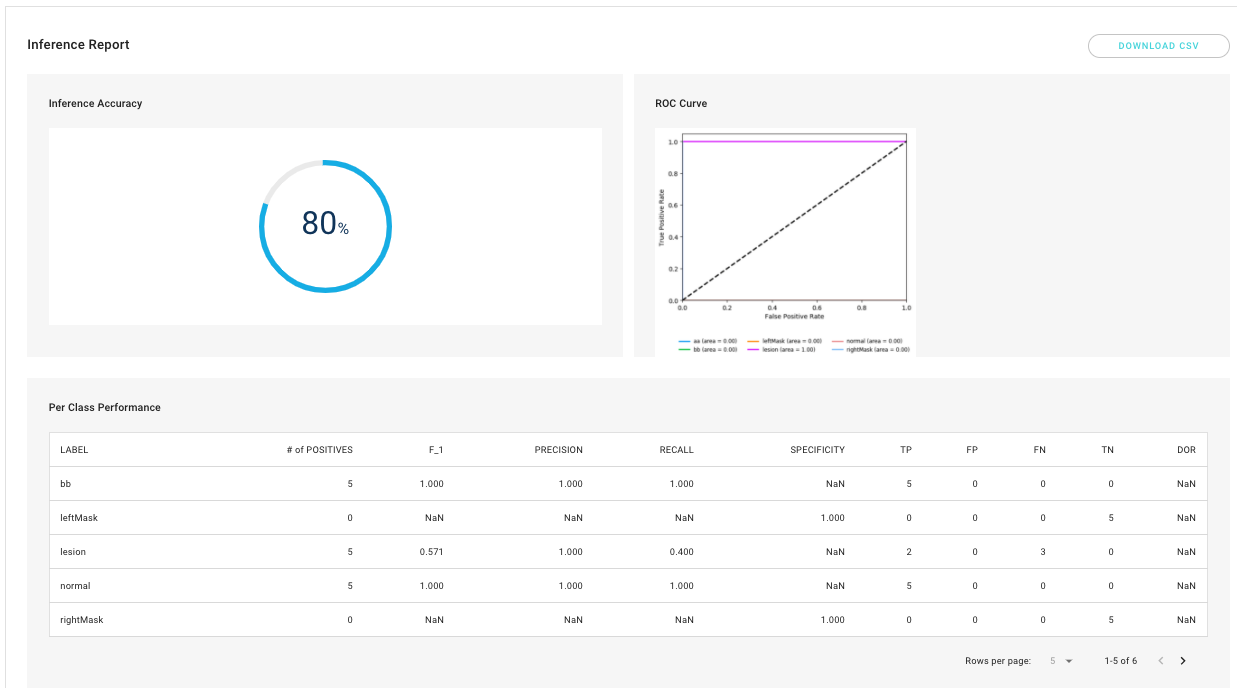 Inference Report
DOWNLOAD CSV
Inference Accuracy
80%
ROC Curve
1.0
0.8
0.6
0.4
0.2
0.0
True Positive Rate
0.0 0.2 0.4 0.6 0.8 1.0
False Positive Rate
aa (area = 0.00) leftMask (area = 0.00) normal (area = 0.00)
bb (area = 0.00) lesion (area = 1.00) rightMask (area = 0.00)
Per Class Performance
LABEL # of POSITIVES F_1 PRECISION RECALL SPECIFICITY TP FP FN TN DOR
bb 5 1.000 1.000 1.000 NaN 5 0 0 0 NaN
leftMask 0 NaN NaN NaN 1.000 0 0 0 5 NaN
lesion 5 0.571 1.000 0.400 NaN 2 0 3 0 NaN
normal 5 1.000 1.000 1.000 NaN 5 0 0 0 NaN
rightMask 0 NaN NaN NaN 1.000 0 0 0 5 NaN
Rows per page: 5 1-5 of 6